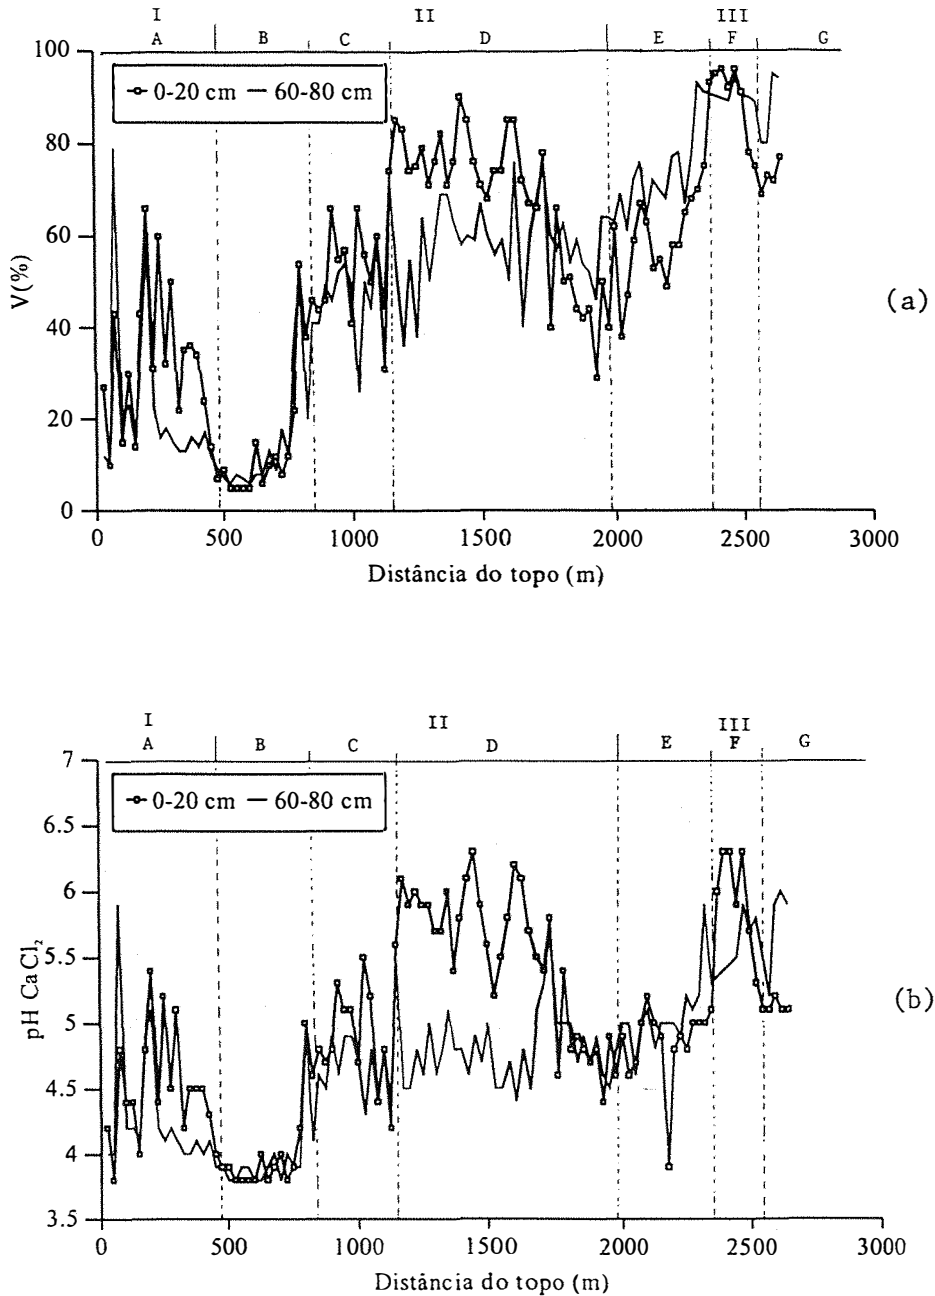 I II III
A B C D E F G
100
0-20 cm 60-80 cm
80
60
V(%)
(a)
40
20
0
0 500 1000 1500 2000 2500 3000
Distância do topo (m)
I II III
A B C D E F G
7
0-20 cm 60-80 cm
6.5
6
5.5
pH CaCl2
(b)
5
4.5
4
3.5
0 500 1000 1500 2000 2500 3000
Distância do topo (m)